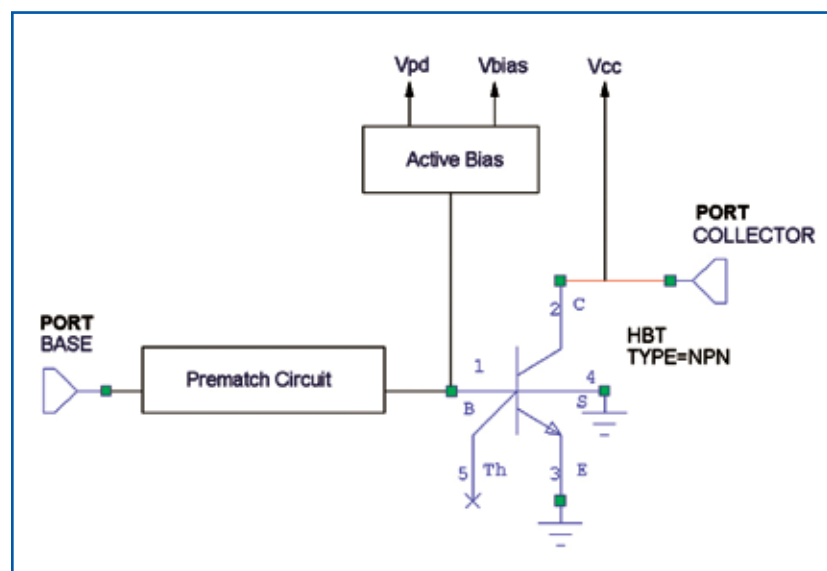 Vpd
Vbias
Vcc
Active Bias
PORT
COLLECTOR
2
C
HBT
TYPE=NPN
PORT
BASE
Prematch Circuit
1
B
4
S
5
Th
3
E